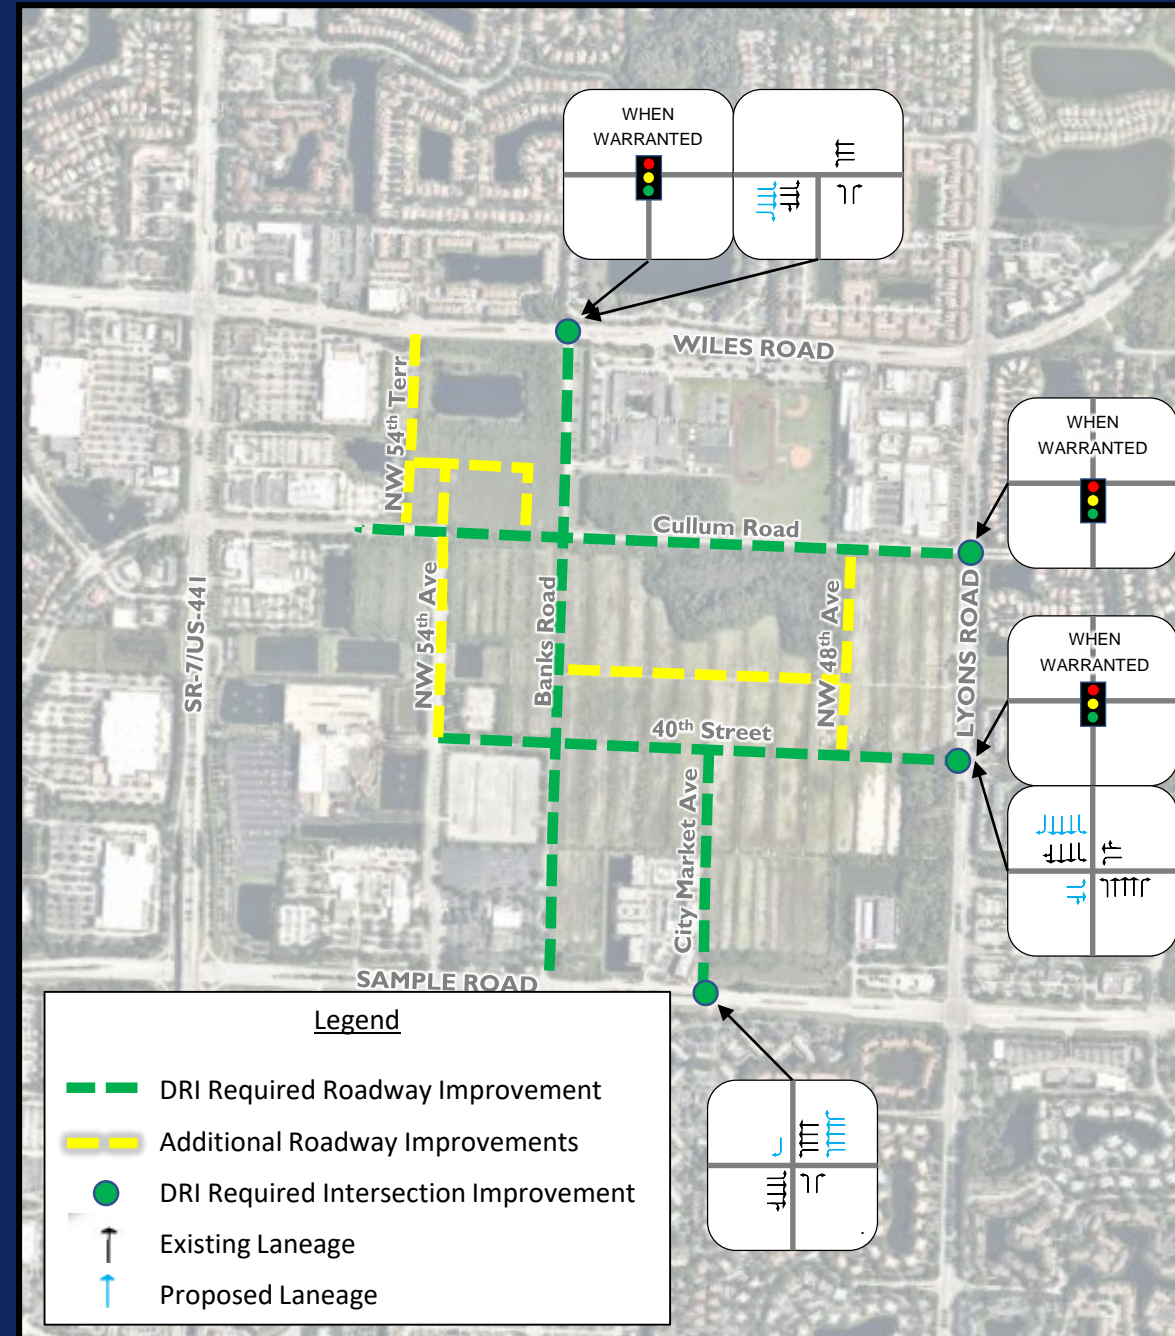 WHEN
WARRANTED
WILES ROAD
NW 54th Terr
WHEN
WARRANTED
Cullum Road
SR-7/US-441
NW 54th Ave
Banks Road
NW 48th Ave
LYONS ROAD
WHEN
WARRANTED
40th Street
City Market Ave
SAMPLE ROAD
Legend
DRI Required Roadway Improvement
Additional Roadway Improvements
DRI Required Intersection Improvement
Existing Laneage
Proposed Laneage